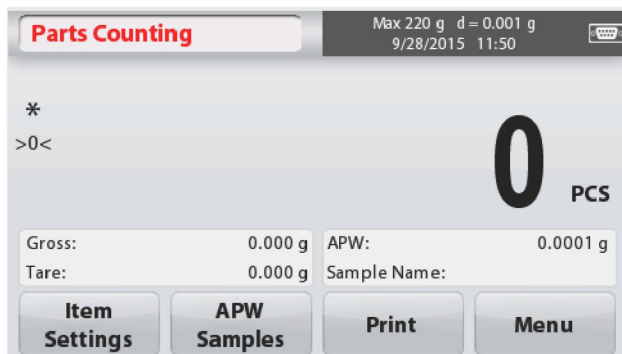 Parts Counting
Max 220 g d = 0.001 g
9/28/2015 11:50
*
>0<
0 PCS
Gross: 0.000 g APW: 0.0001 g
Tare: 0.000 g Sample Name:
Item Settings
APW Samples
Print
Menu